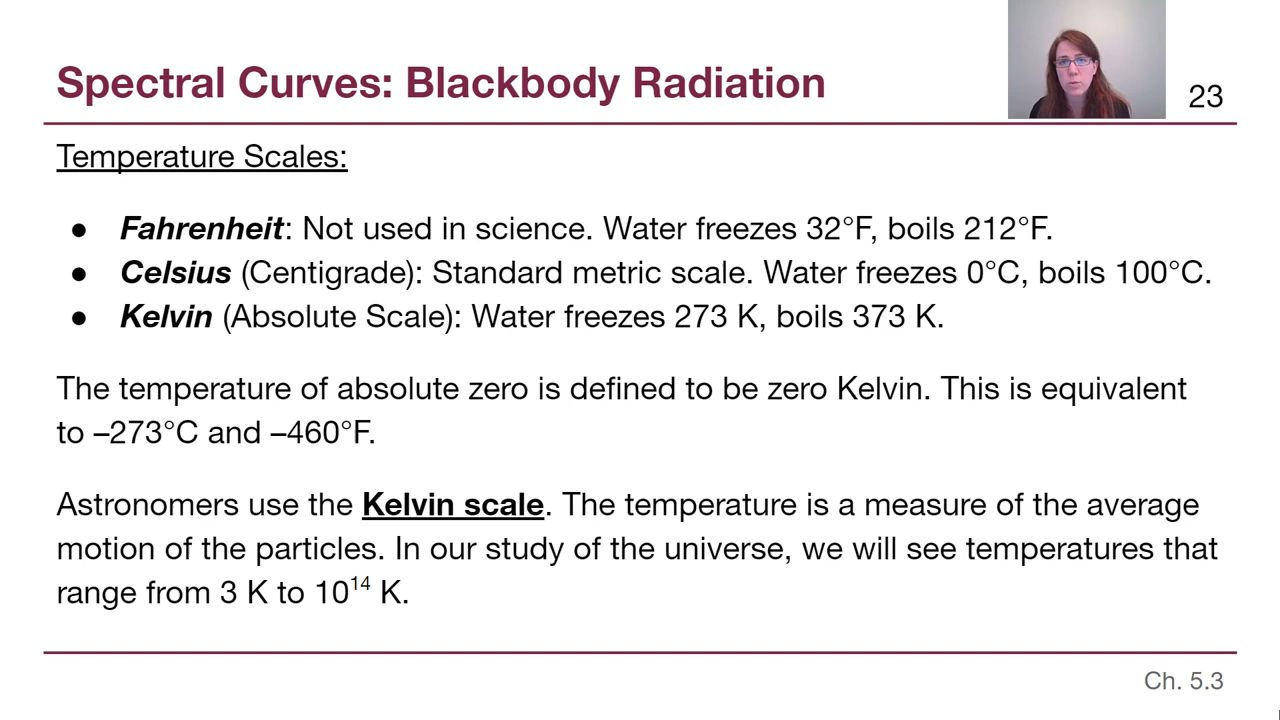 Spectral Curves: Blackbody Radiation
23
Temperature Scales:
● Fahrenheit: Not used in science. Water freezes 32°F, boils 212°F.
● Celsius (Centigrade): Standard metric scale. Water freezes 0°C, boils 100°C.
● Kelvin (Absolute Scale): Water freezes 273 K, boils 373 K.
The temperature of absolute zero is defined to be zero Kelvin. This is equivalent
to –273°C and –460°F.
Astronomers use the Kelvin scale. The temperature is a measure of the average
motion of the particles. In our study of the universe, we will see temperatures that
range from 3 K to 10¹⁴ K.
Ch. 5.3